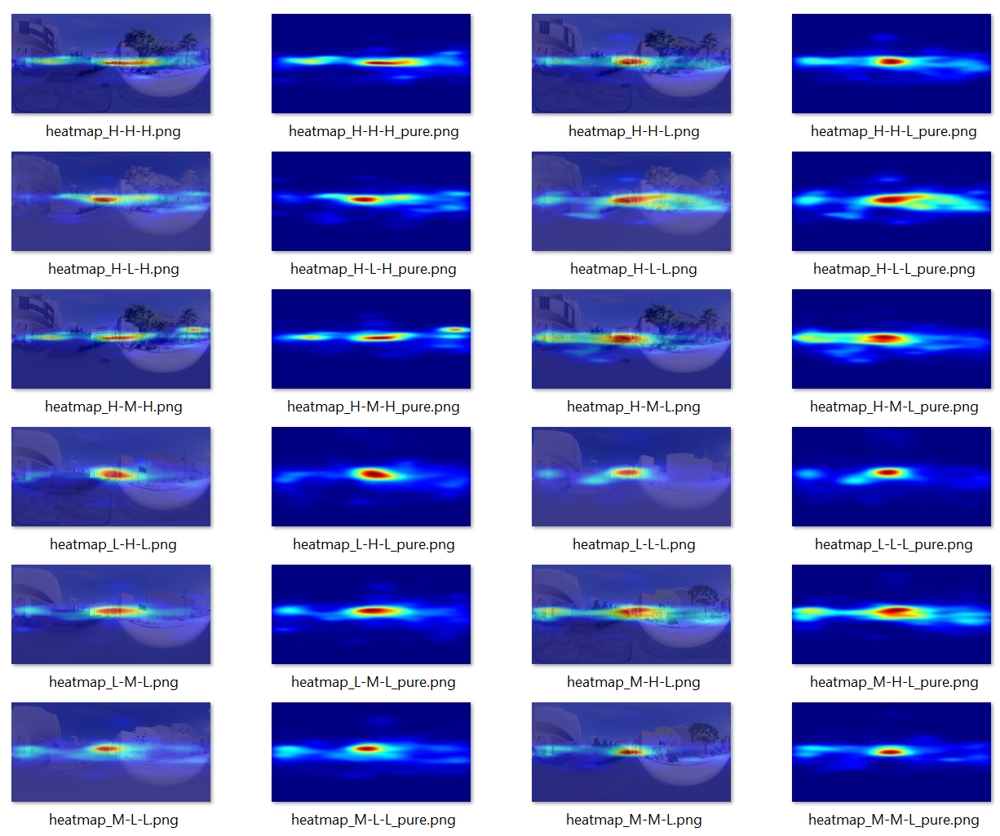 heatmap_H-H-H.png
heatmap_H-H-H_pure.png
heatmap_H-H-L.png
heatmap_H-H-L_pure.png
heatmap_H-L-H.png
heatmap_H-L-H_pure.png
heatmap_H-L-L.png
heatmap_H-L-L_pure.png
heatmap_H-M-H.png
heatmap_H-M-H_pure.png
heatmap_H-M-L.png
heatmap_H-M-L_pure.png
heatmap_L-H-L.png
heatmap_L-H-L_pure.png
heatmap_L-L-L.png
heatmap_L-L-L_pure.png
heatmap_L-M-L.png
heatmap_L-M-L_pure.png
heatmap_M-H-L.png
heatmap_M-H-L_pure.png
heatmap_M-L-L.png
heatmap_M-L-L_pure.png
heatmap_M-M-L.png
heatmap_M-M-L_pure.png